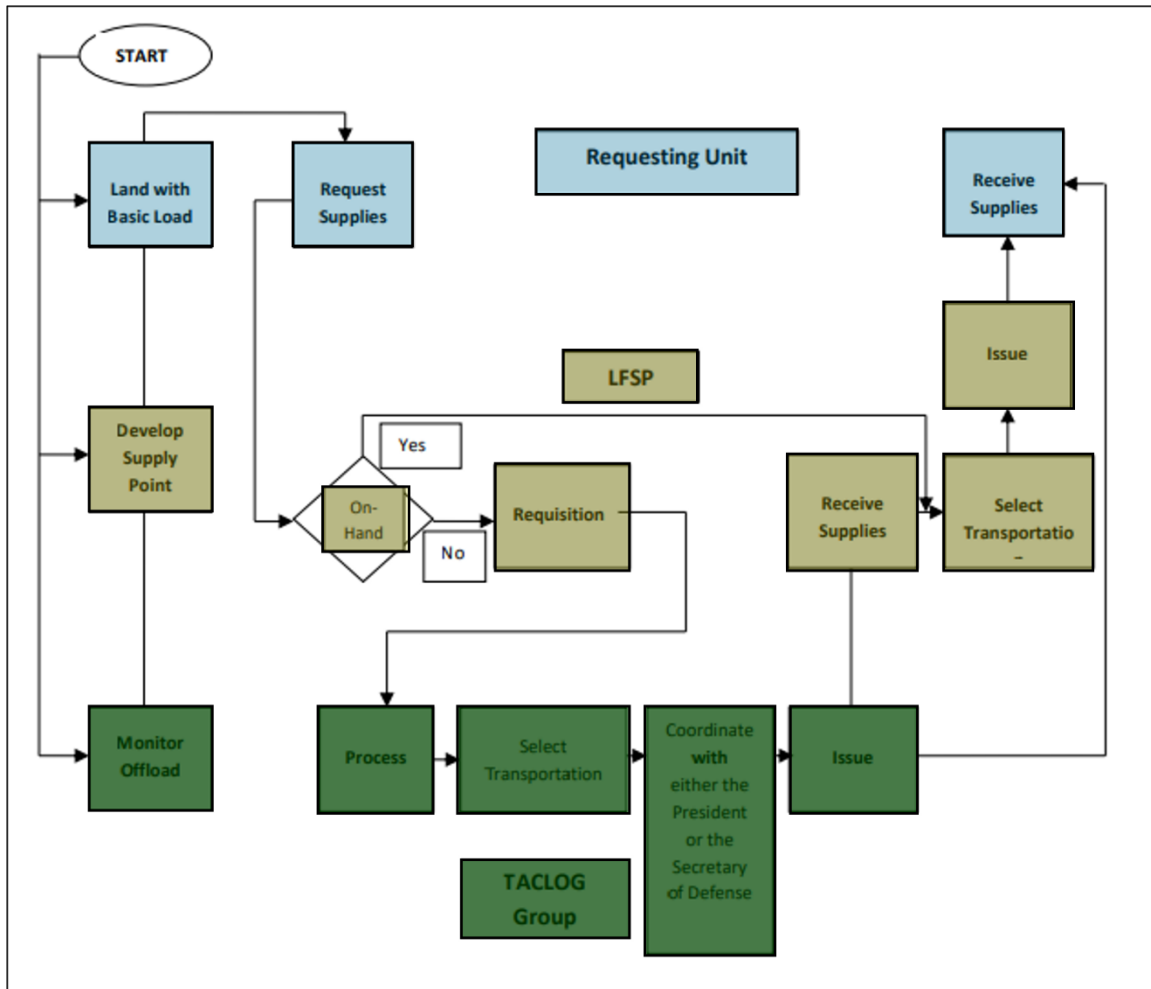 START
Land with
Basic Load
Request
Supplies
Requesting Unit
Receive
Supplies
Issue
LFSP
Develop
Supply
Point
Yes
On-
Hand
No
Requisition
Receive
Supplies
Select
Transportatio
Monitor
Offload
Process
Select
Transportation
Coordinate
with
either the
President
or the
Secretary
of Defense
Issue
TACLOG
Group